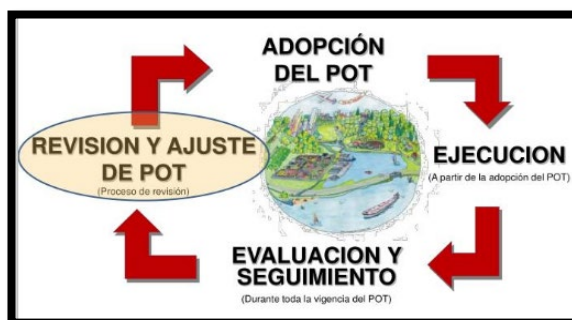 ADOPCIÓN
DEL POT
REVISION Y AJUSTE
DE POT
(Proceso de revisión)
EJECUCION
(A partir de la adopción del POT)
EVALUACION Y
SEGUIMIENTO
(Durante toda la vigencia del POT)